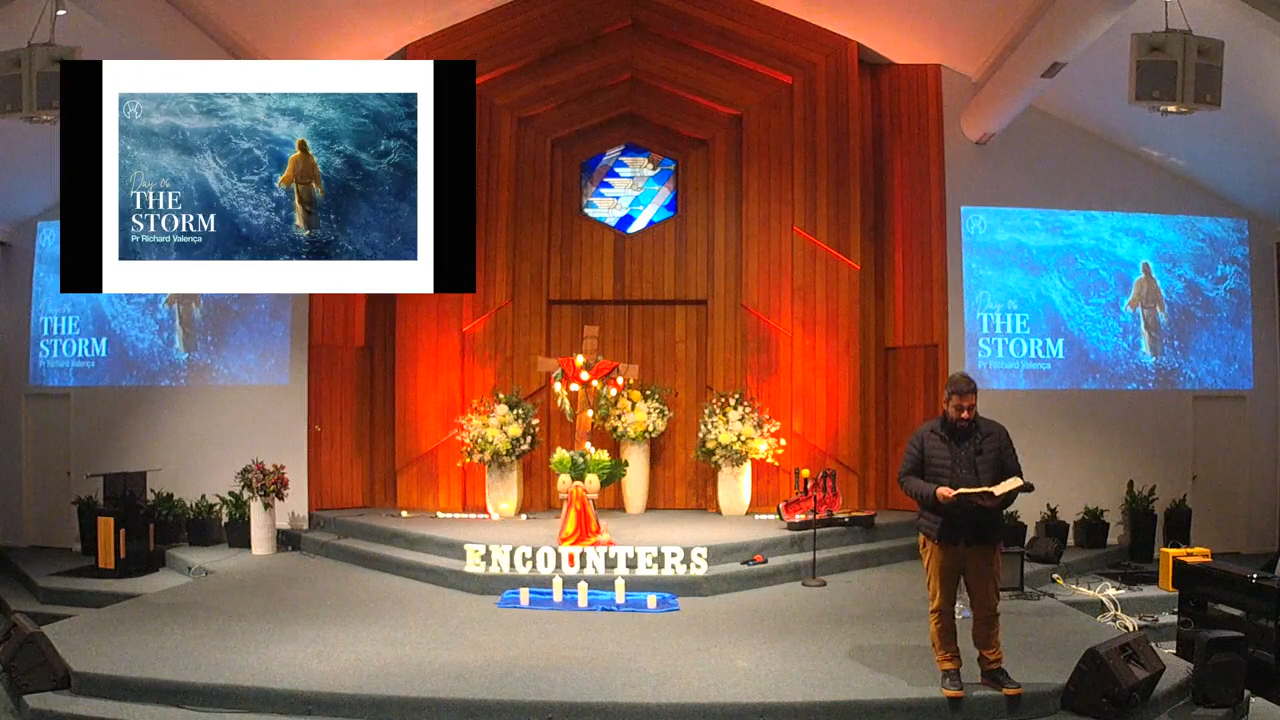 Day 06
THE
STORM
Pr Richard Valença
THE
STORM
Pr Richard Valença
Day 06
THE
STORM
Pr Richard Valença
ENCOUNTERS